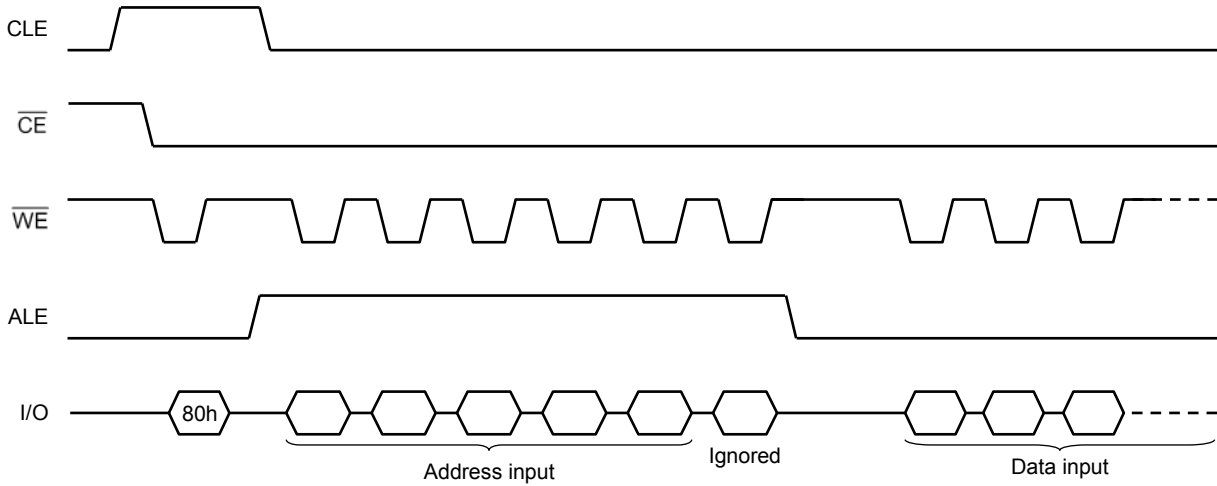 CLE
CE
WE
ALE
I/O
80h
Address input
Ignored
Data input